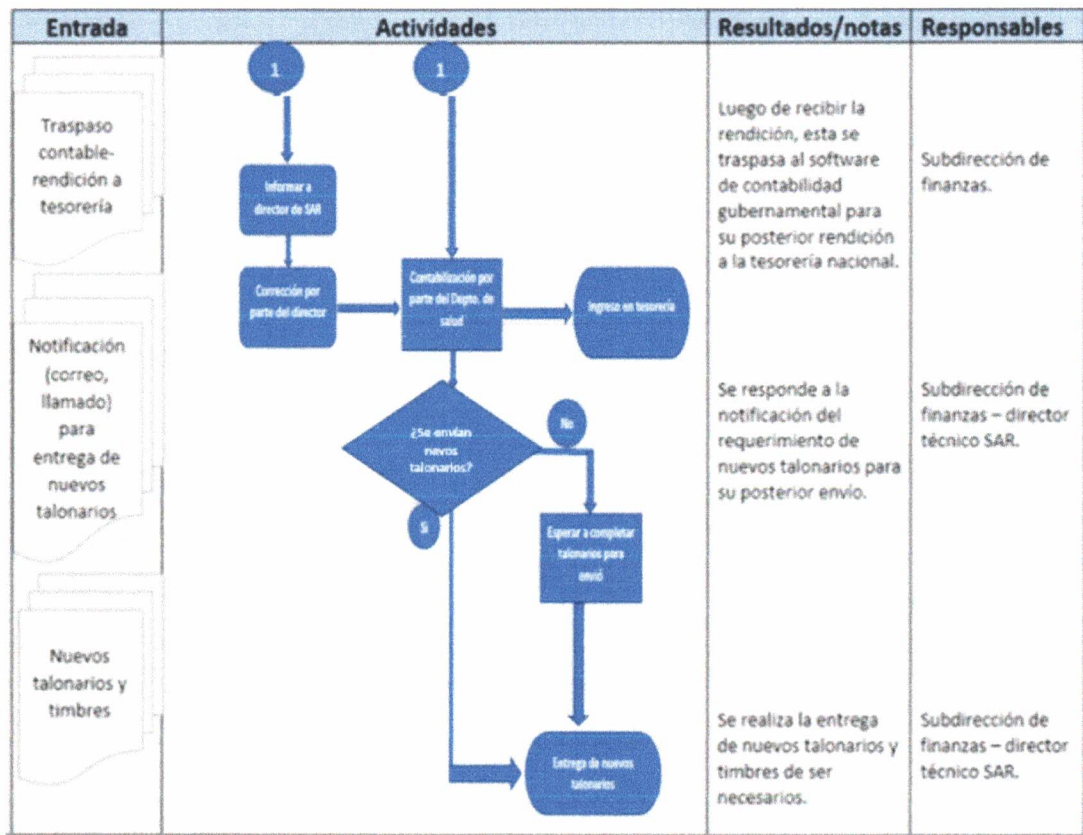 Entrada
Actividades
Resultados/notas
Responsables
Traspaso
contable-
rendición a
tesorería
1
1
Informar a
director de SAR
Corrección por
parte del director
Contabilización por
parte del Depto. de
salud
Ingreso en tesorería
Luego de recibir la
rendición, esta se
traspasa al software
de contabilidad
gubernamental para
su posterior rendición
a la tesorería nacional.
Subdirección de
finanzas.
Notificación
(correo,
llamado)
para
entrega de
nuevos
talonarios
¿Se envían
nevos
talonarios?
No
Si
Esperar a completar
talonarios para
envió
Se responde a la
notificación del
requerimiento de
nuevos talonarios para
su posterior envío.
Subdirección de
finanzas – director
técnico SAR.
Nuevos
talonarios y
timbres
Entrega de nuevos
talonarios
Se realiza la entrega
de nuevos talonarios y
timbres de ser
necesarios.
Subdirección de
finanzas – director
técnico SAR.